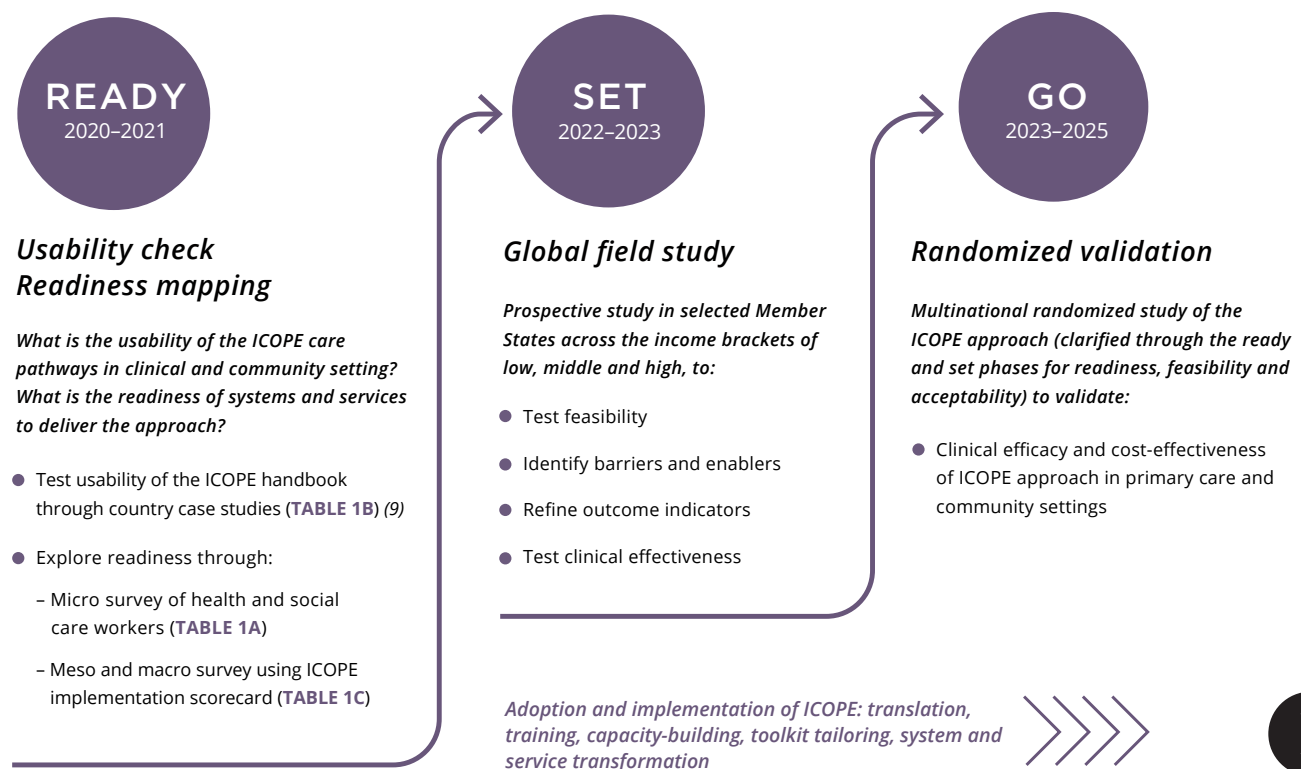 READY
2020–2021
Usability check
Readiness mapping
What is the usability of the ICOPE care
pathways in clinical and community setting?
What is the readiness of systems and services
to deliver the approach?
● Test usability of the ICOPE handbook
through country case studies (TABLE 1B) (9)
● Explore readiness through:
– Micro survey of health and social
care workers (TABLE 1A)
– Meso and macro survey using ICOPE
implementation scorecard (TABLE 1C)
SET
2022–2023
Global field study
Prospective study in selected Member
States across the income brackets of
low, middle and high, to:
● Test feasibility
● Identify barriers and enablers
● Refine outcome indicators
● Test clinical effectiveness
GO
2023–2025
Randomized validation
Multinational randomized study of the
ICOPE approach (clarified through the ready
and set phases for readiness, feasibility and
acceptability) to validate:
● Clinical efficacy and cost-effectiveness
of ICOPE approach in primary care and
community settings
Adoption and implementation of ICOPE: translation,
training, capacity-building, toolkit tailoring, system and
service transformation